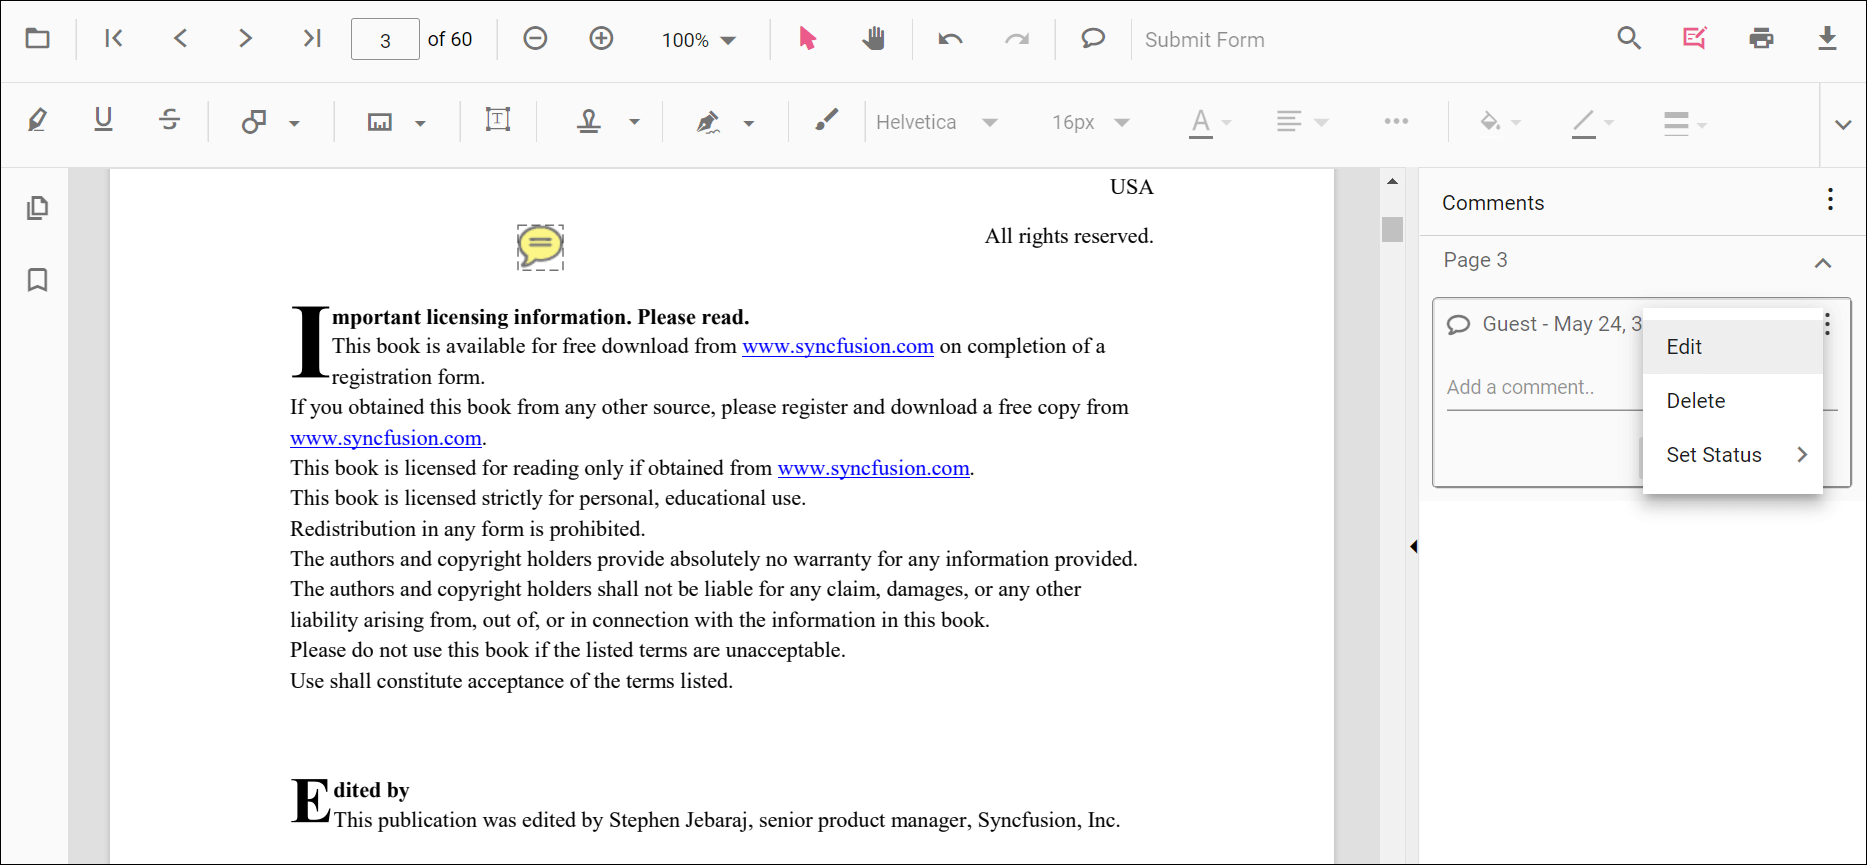 3 of 60 100% Submit Form
Helvetica 16px
USA
All rights reserved.
Important licensing information. Please read.
This book is available for free download from www.syncfusion.com on completion of a
registration form.
If you obtained this book from any other source, please register and download a free copy from
www.syncfusion.com.
This book is licensed for reading only if obtained from www.syncfusion.com.
This book is licensed strictly for personal, educational use.
Redistribution in any form is prohibited.
The authors and copyright holders provide absolutely no warranty for any information provided.
The authors and copyright holders shall not be liable for any claim, damages, or any other
liability arising from, out of, or in connection with the information in this book.
Please do not use this book if the listed terms are unacceptable.
Use shall constitute acceptance of the terms listed.
Edited by
This publication was edited by Stephen Jebaraj, senior product manager, Syncfusion, Inc.
Comments
Page 3
Guest - May 24, 3
Add a comment..
Edit
Delete
Set Status